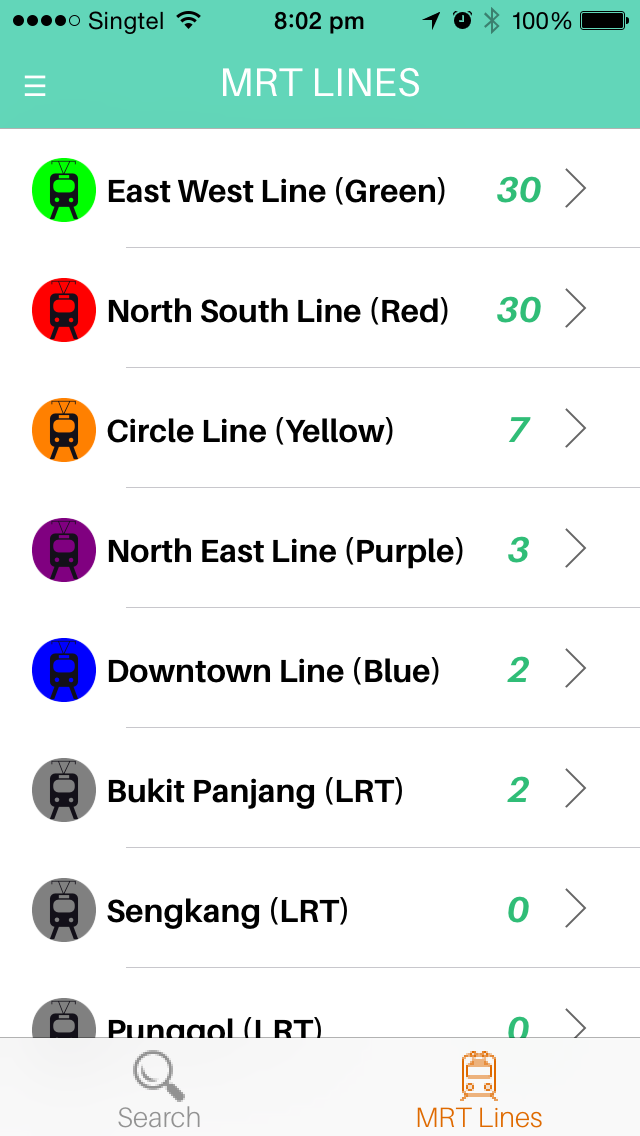 Singtel 8:02 pm 100%
MRT LINES
East West Line (Green) 30
North South Line (Red) 30
Circle Line (Yellow) 7
North East Line (Purple) 3
Downtown Line (Blue) 2
Bukit Panjang (LRT) 2
Sengkang (LRT) 0
Punggol (LRT) 0
Search MRT Lines